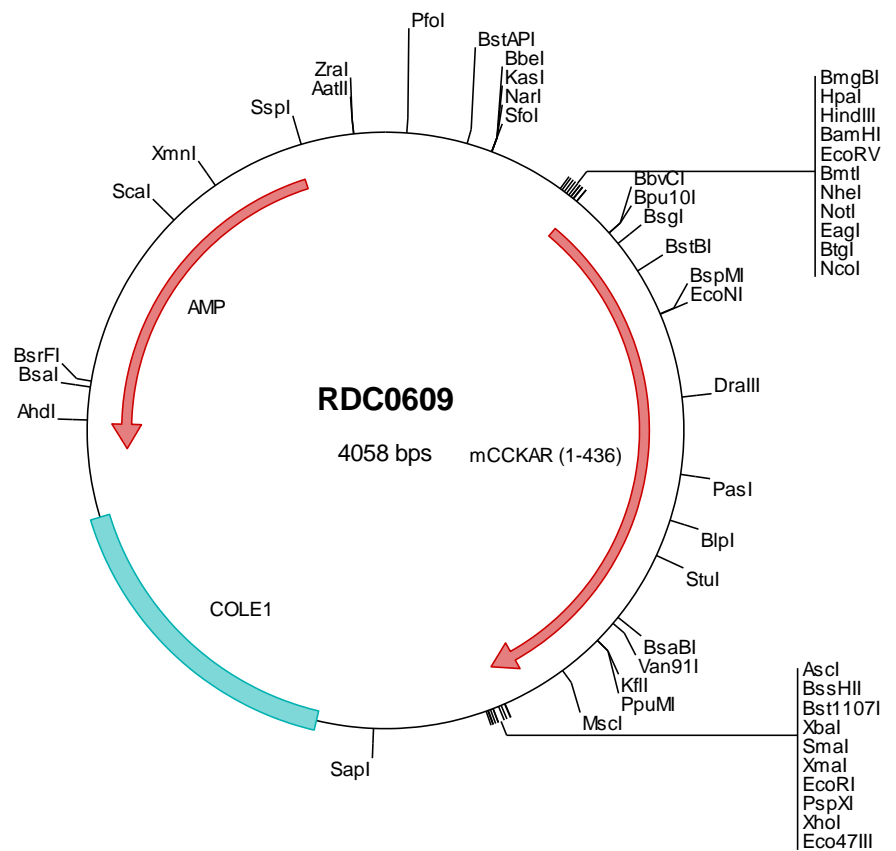 PfoI
BstAPI
BbeI
KasI
NarI
SfoI
ZraI
AatII
SspI
XmnI
ScaI
BmgBI
HpaI
HindIII
BamHI
EcoRV
BmtI
NheI
NotI
EagI
BtgI
NcoI
BbvCI
Bpu10I
BsgI
BstBI
BspMI
EcoNI
AMP
BsrFI
BsaI
AhdI
DraIII
RDC0609
4058 bps
mCCKAR (1-436)
PasI
BlpI
StuI
COLE1
BsaBI
Van91I
KflI
PpuMI
MscI
SapI
AscI
BssHII
Bst1107I
XbaI
SmaI
XmaI
EcoRI
PspXI
XhoI
Eco47III